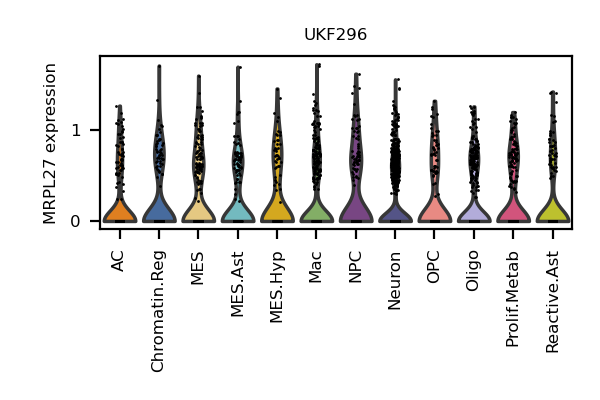 UKF296
MRPL27 expression
1
0
AC
Chromatin.Reg
MES
MES.Ast
MES.Hyp
Mac
NPC
Neuron
OPC
Oligo
Prolif.Metab
Reactive.Ast